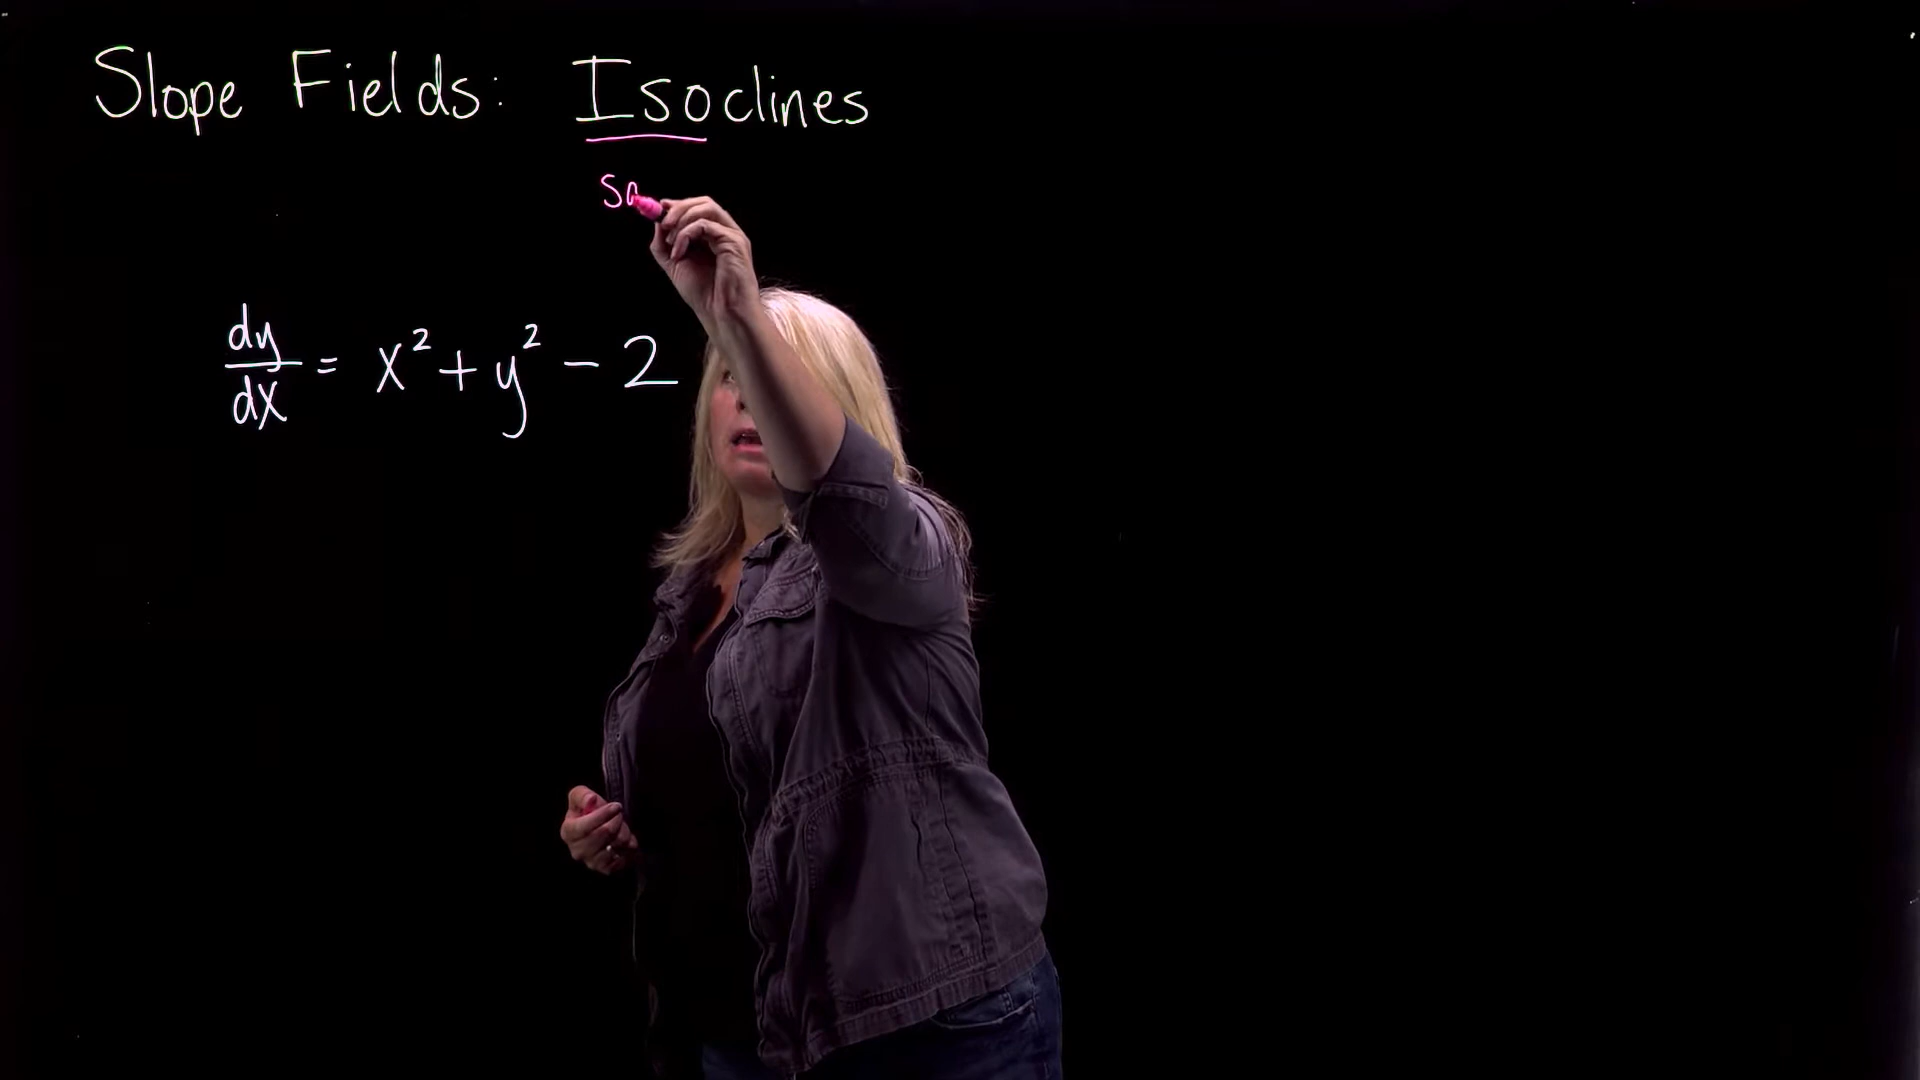 Slope Fields: Isoclines
sa
dy/dx = x² + y² - 2